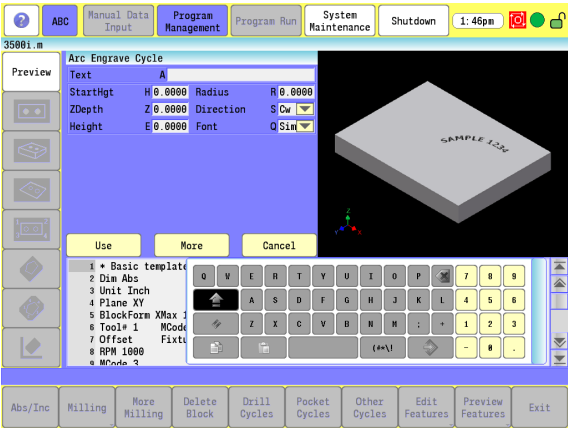 ? ABC Manual Data Input Program Management Program Run System Maintenance Shutdown 1:46pm
3500i.m
Preview
Arc Engrave Cycle
Text A
StartHgt H 0.0000 Radius R 0.0000
ZDepth Z 0.0000 Direction S Cw
Height E 0.0000 Font Q Sim
SAMPLE 1234
Z
Y X
Use More Cancel
1 * Basic template
2 Dim Abs
3 Unit Inch
4 Plane XY
5 BlockForm XMax 1
6 Tool# 1 MCode
7 Offset Fixtu
8 RPM 1000
9 MCode 3
Q W E R T Y U I O P 7 8 9
A S D F G H J K L 4 5 6
Z X C V B N M ; + 1 2 3
(#*\! - 0 .
Abs/Inc Milling More Milling Delete Block Drill Cycles Pocket Cycles Other Cycles Edit Features Preview Features Exit